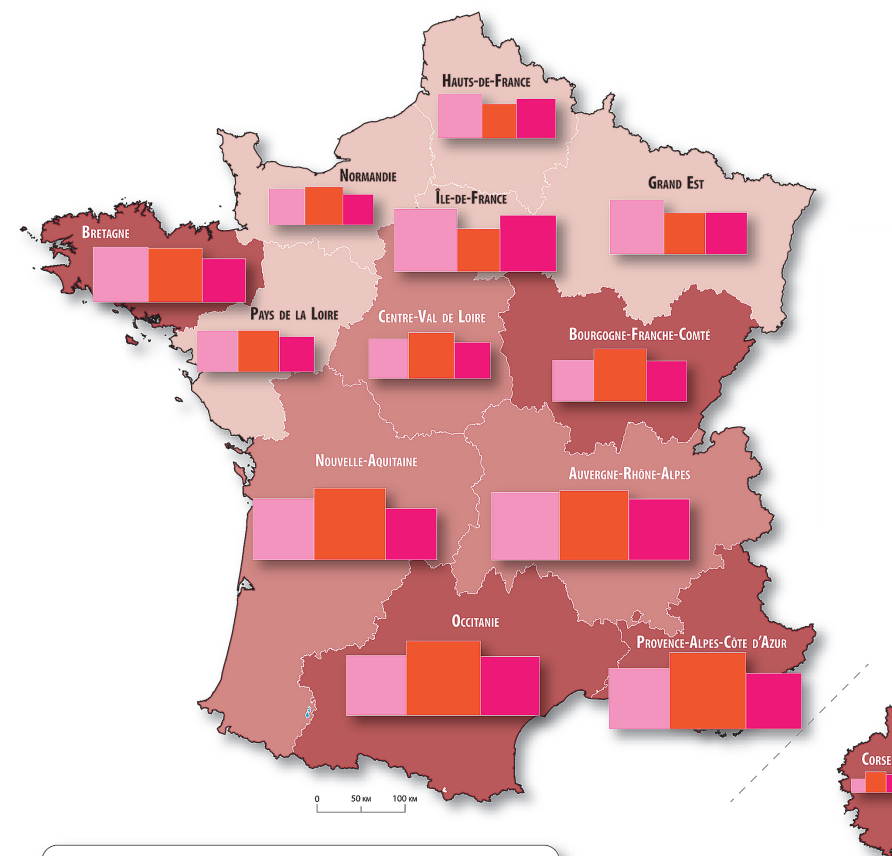 HAUTS-DE-FRANCE
NORMANDIE
ÎLE-DE-FRANCE
GRAND EST
BRETAGNE
PAYS DE LA LOIRE
CENTRE-VAL DE LOIRE
BOURGOGNE-FRANCHE-COMTÉ
NOUVELLE-AQUITAINE
AUVERGNE-RHÔNE-ALPES
OCCITANIE
PROVENCE-ALPES-CÔTE D'AZUR
CORSE
0 50 KM 100 KM